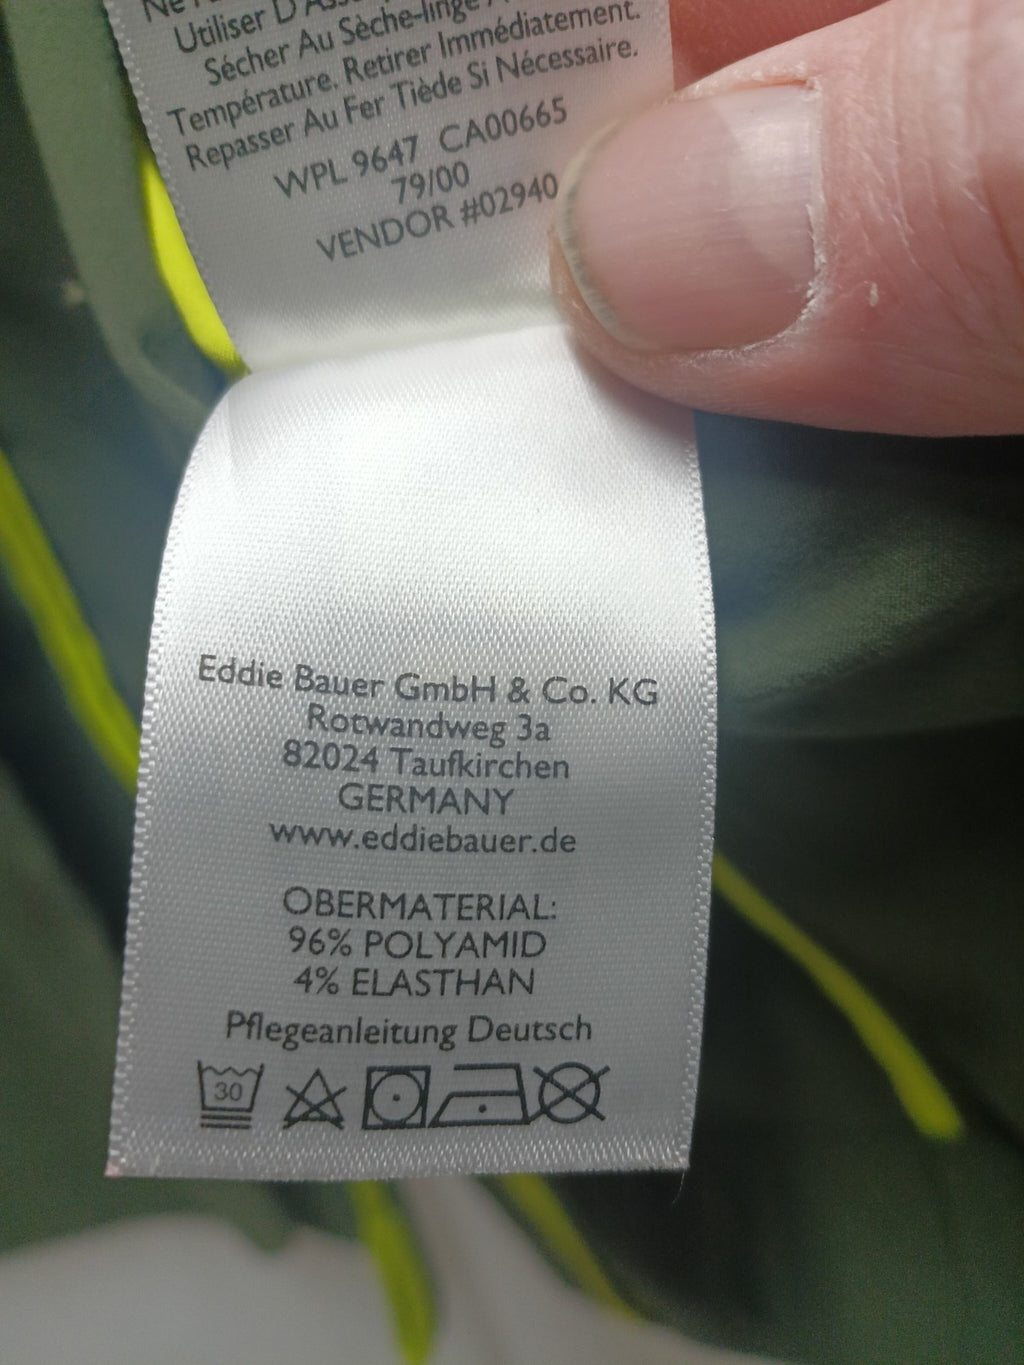 Utiliser D'
Sécher Au Sèche-linge
Température. Retirer Immédiatement.
Repasser Au Fer Tiède Si Nécessaire.
WPL 9647 CA00665
79/00
VENDOR #02940
Eddie Bauer GmbH & Co. KG
Rotwandweg 3a
82024 Taufkirchen
GERMANY
www.eddiebauer.de
OBERMATERIAL:
96% POLYAMID
4% ELASTHAN
Pflegeanleitung Deutsch
30